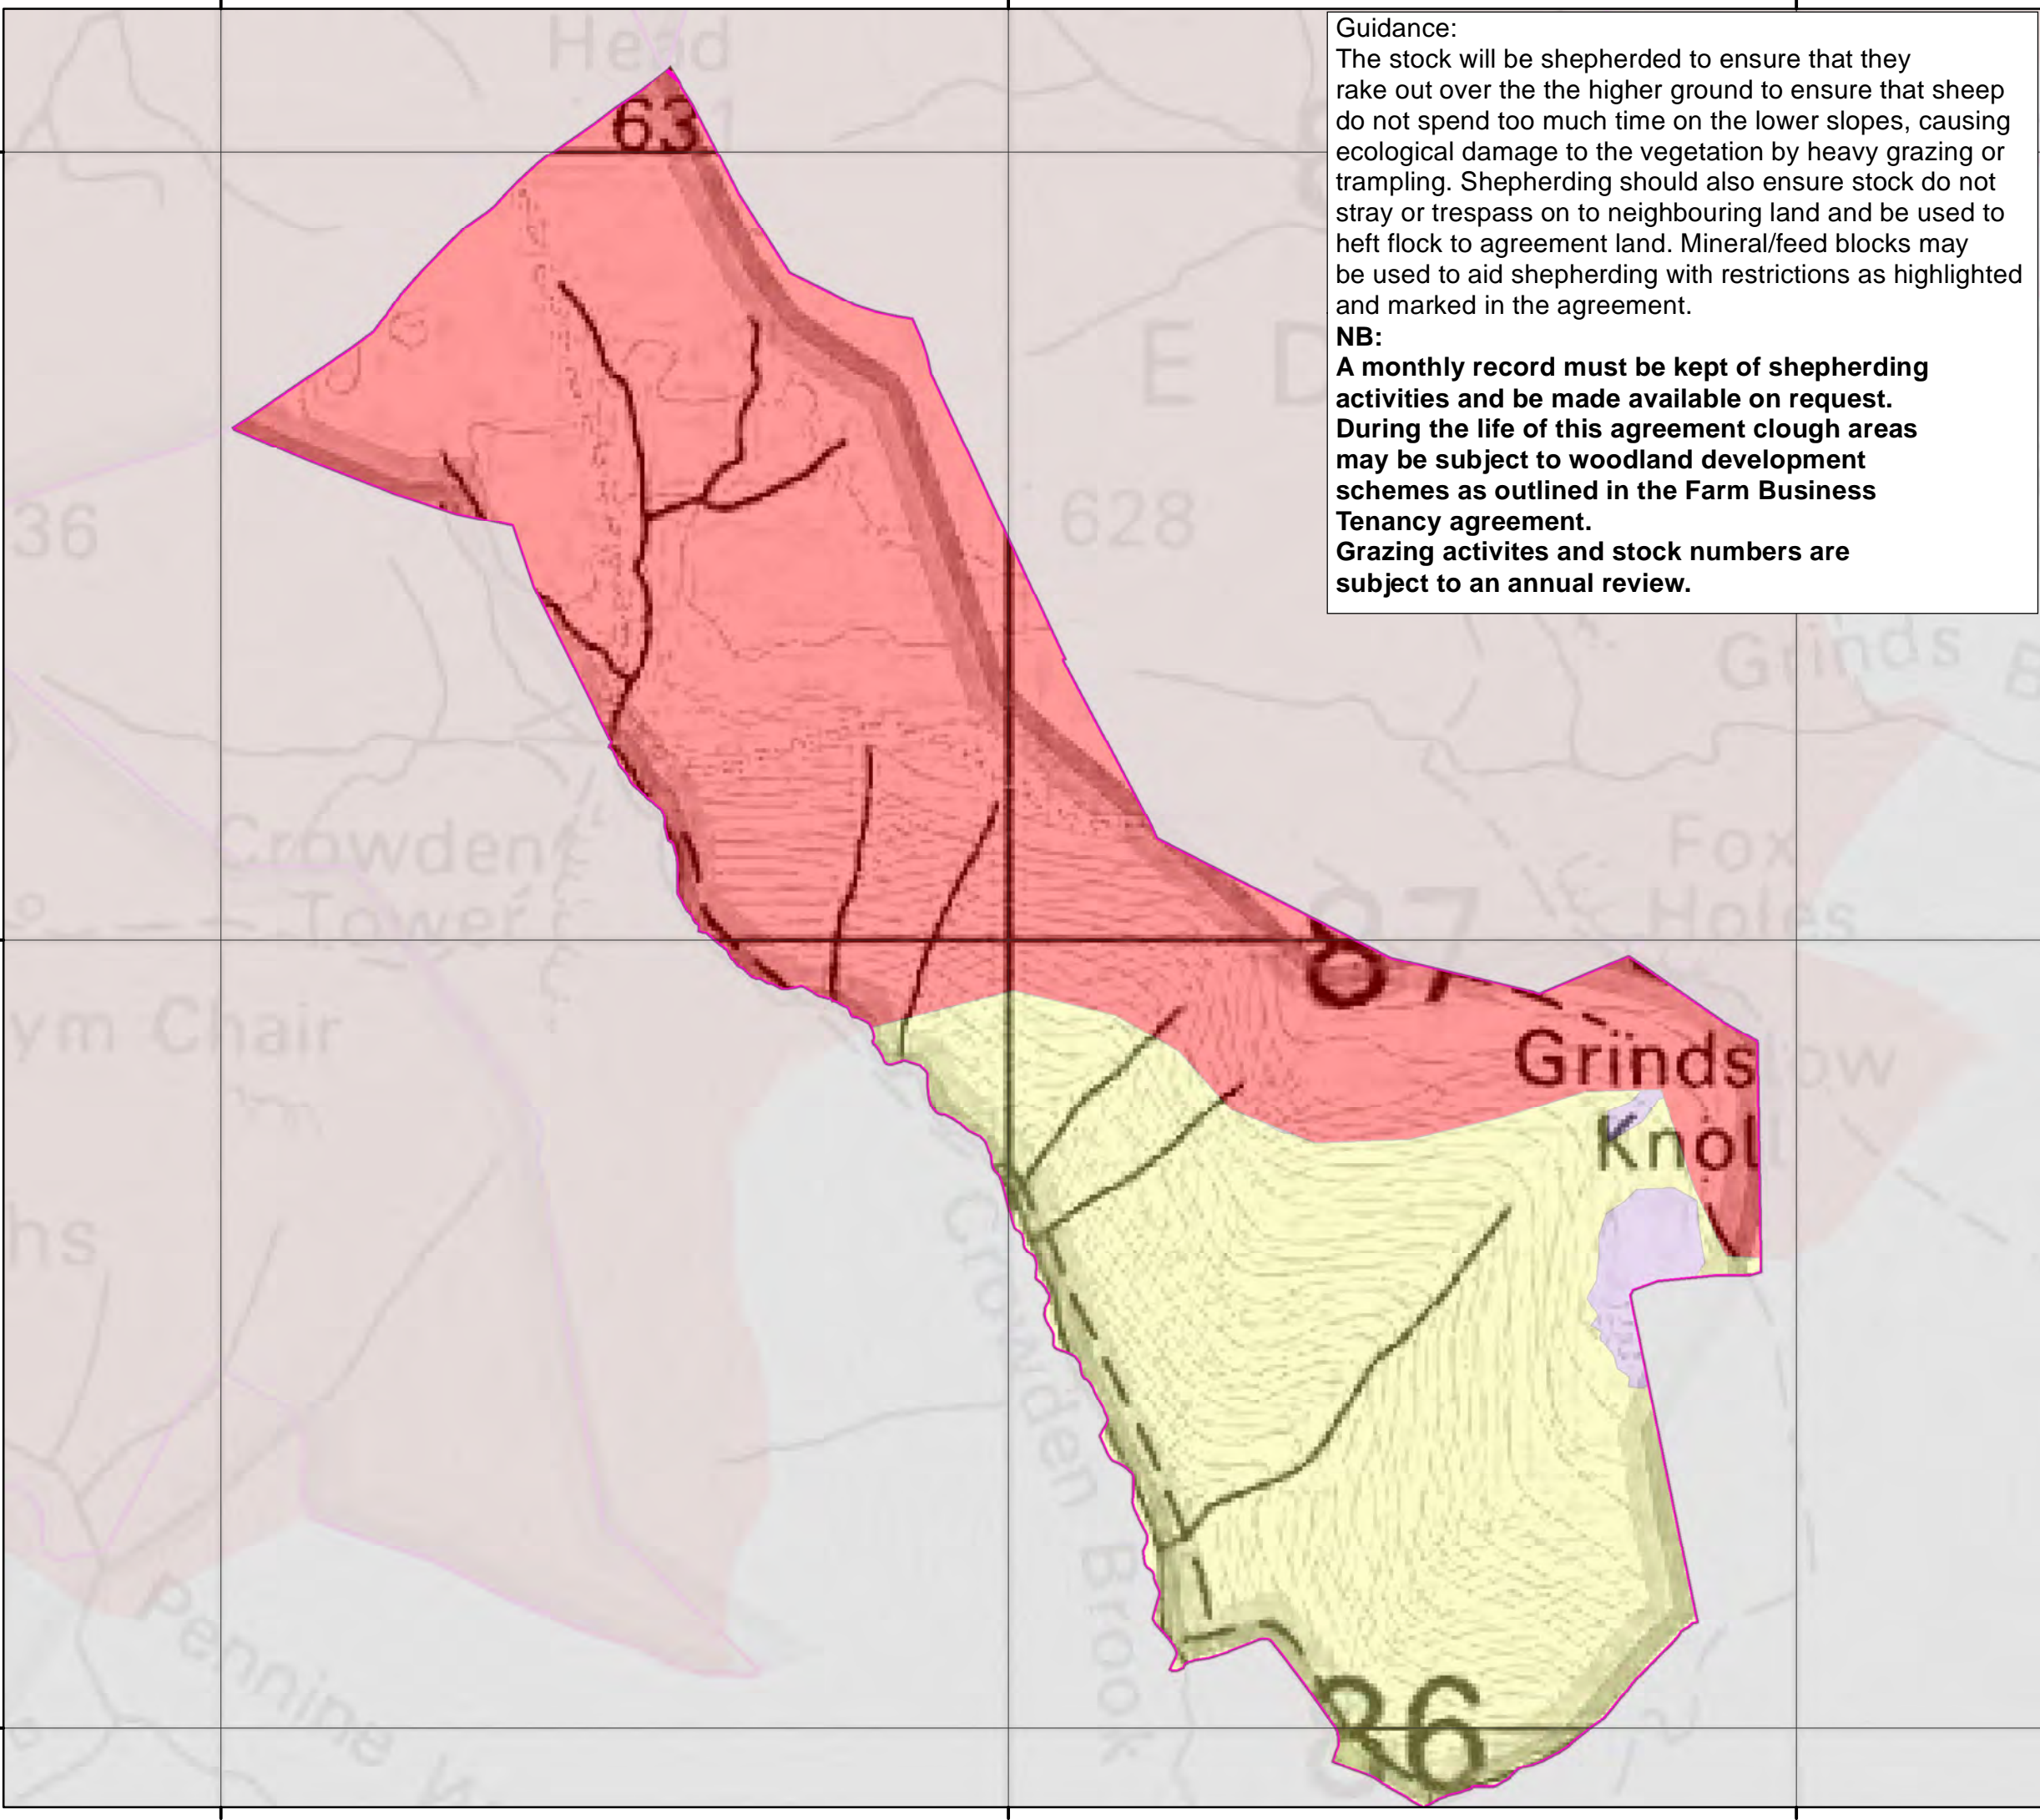 Guidance:
The stock will be shepherded to ensure that they
rake out over the the higher ground to ensure that sheep
do not spend too much time on the lower slopes, causing
ecological damage to the vegetation by heavy grazing or
trampling. Shepherding should also ensure stock do not
stray or trespass on to neighbouring land and be used to
heft flock to agreement land. Mineral/feed blocks may
be used to aid shepherding with restrictions as highlighted
and marked in the agreement.
NB:
A monthly record must be kept of shepherding
activities and be made available on request.
During the life of this agreement clough areas
may be subject to woodland development
schemes as outlined in the Farm Business
Tenancy agreement.
Grazing activites and stock numbers are
subject to an annual review.
Head
63
E D
36
628
Grinds B
Crowden
Tower
Fox
Holes
87
ym Chair
Grinds low
Knoll
hs
Crowden Brook
Pennine W
86